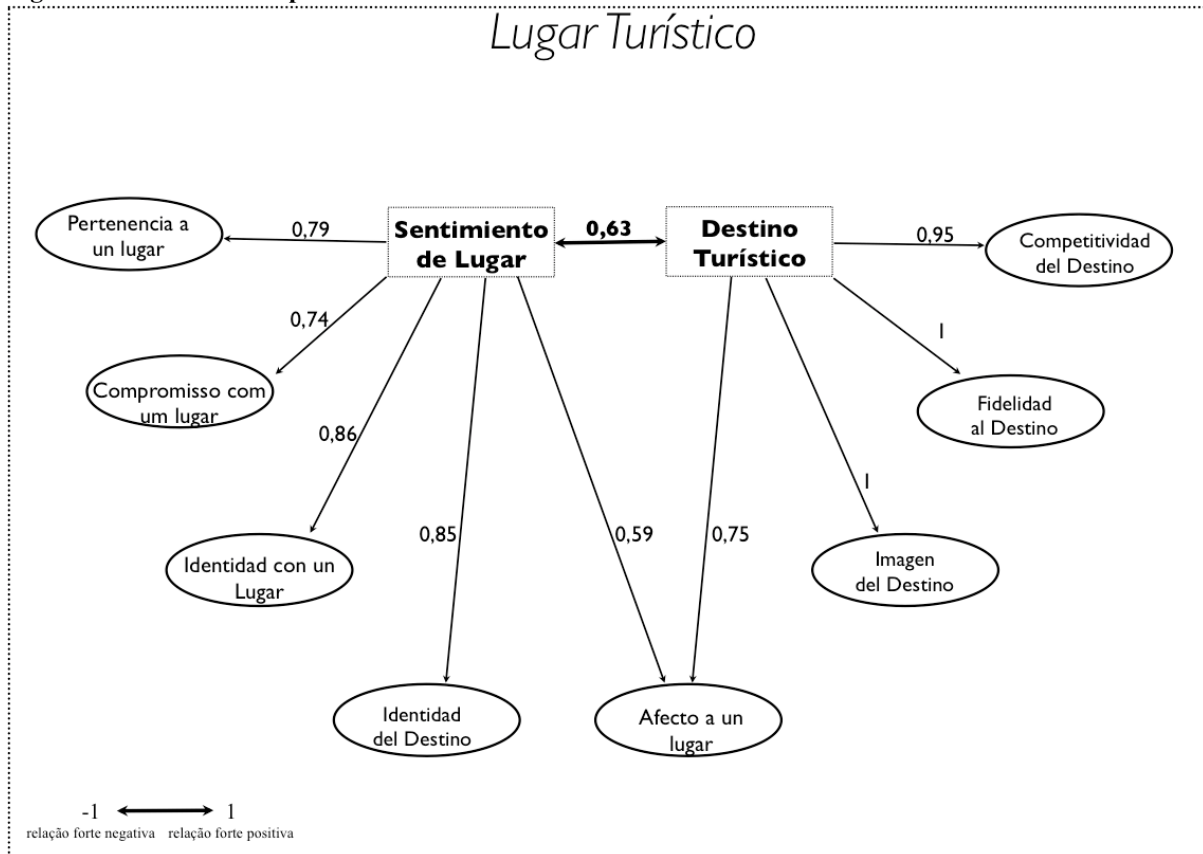 Lugar Turístico
Pertenencia a
un lugar
0,79
Sentimiento
de Lugar
0,63
Destino
Turístico
0,95
Competitividad
del Destino
0,74
1
Compromisso com
um lugar
Fidelidad
al Destino
0,86
1
0,85
0,59
0,75
Identidad con un
Lugar
Imagen
del Destino
Identidad
del Destino
Afecto a un
lugar
-1 1
relação forte negativa relação forte positiva